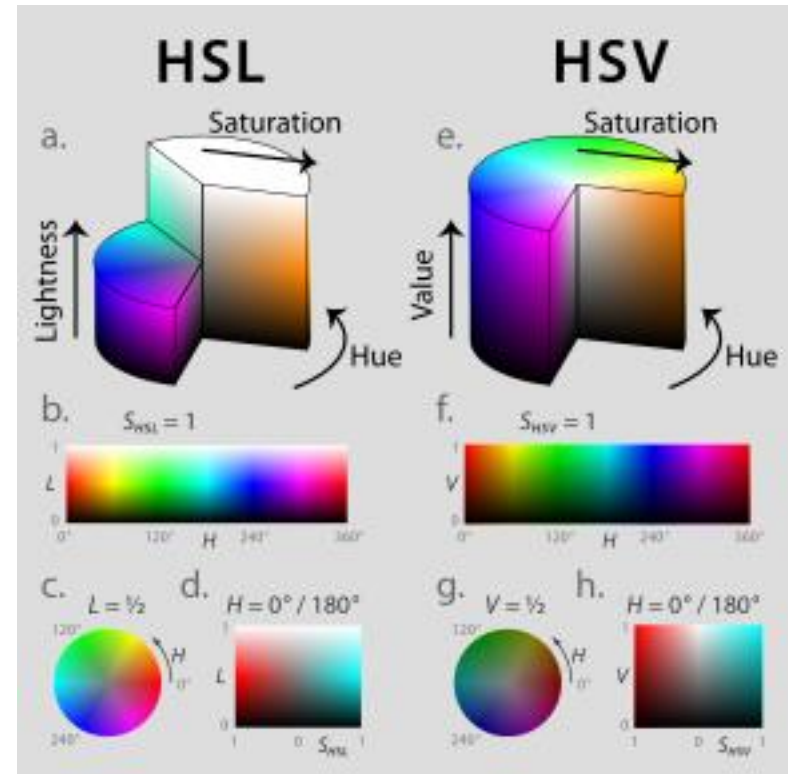 HSL
a.
Saturation
Lightness
Hue
b.
S_HSL = 1
1
L
0
0° 120° H 240° 360°
c.
L = ½
120°
H
0°
240°
d.
H = 0° / 180°
1
L
0
1 0 S_HSL 1
HSV
e.
Saturation
Value
Hue
f.
S_HSV = 1
1
V
0
0° 120° H 240° 360°
g.
V = ½
120°
H
0°
240°
h.
H = 0° / 180°
1
V
0
1 0 S_HSV 1